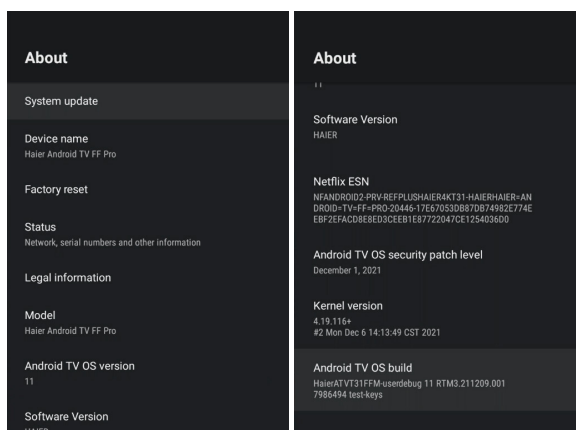 About
System update
Device name
Haier Android TV FF Pro
Factory reset
Status
Network, serial numbers and other information
Legal information
Model
Haier Android TV FF Pro
Android TV OS version
11
Software Version
HAIER
About
11
Software Version
HAIER
Netflix ESN
NFANDROID2-PRV-REFPLUSHAIER4KT31-HAIERHAIER=AN
DROID=TV=FF=PRO-20446-17E67053DB87DB74982E774E
EBF2EFACD8E8ED3CEEB1E87722047CE1254036D0
Android TV OS security patch level
December 1, 2021
Kernel version
4.19.116+
#2 Mon Dec 6 14:13:49 CST 2021
Android TV OS build
HaierATVT31FFM-userdebug 11 RTM3.211209.001
7986494 test-keys